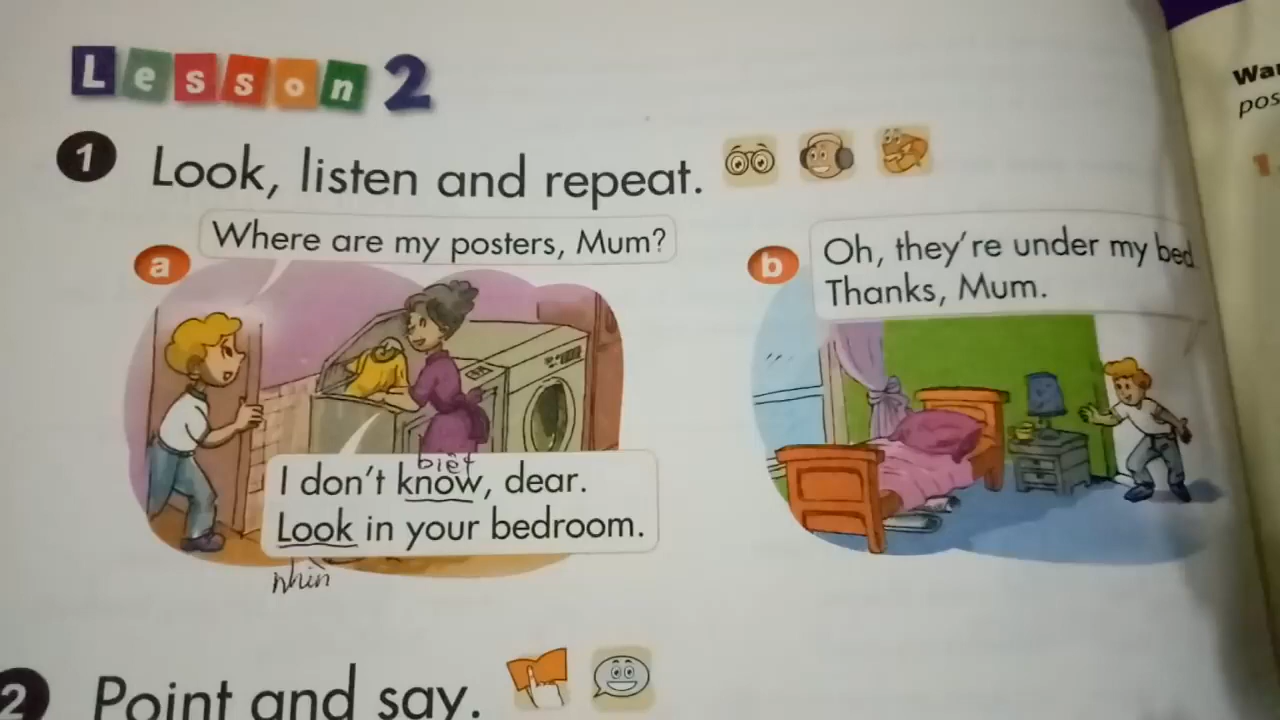 Lesson 2
1 Look, listen and repeat.
a Where are my posters, Mum?
biết
I don't know, dear.
Look in your bedroom.
nhìn
b Oh, they're under my bed.
Thanks, Mum.
2 Point and say.
1